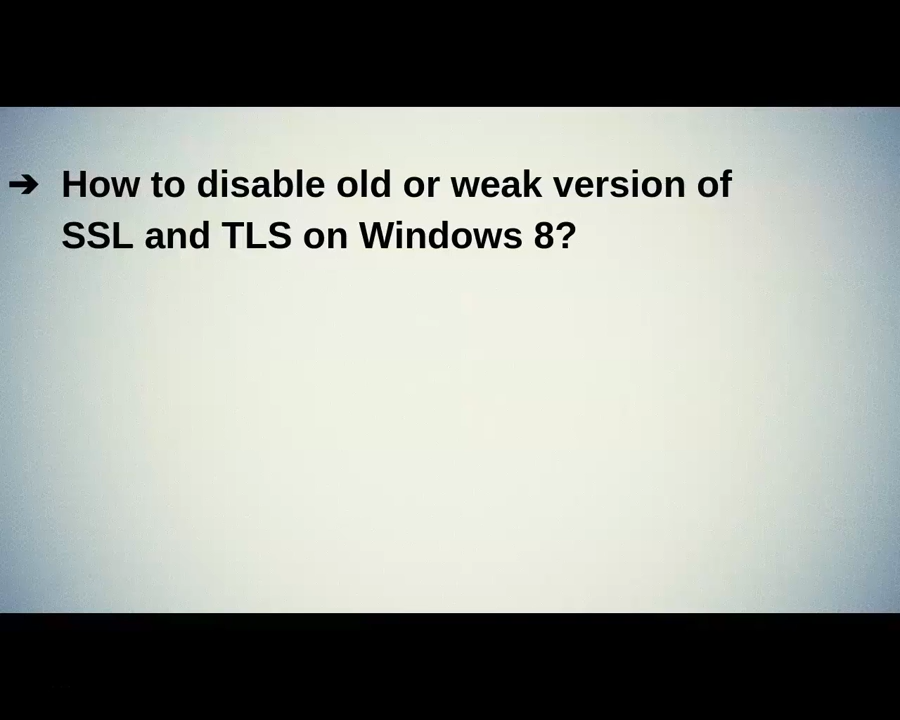 ➔ How to disable old or weak version of
SSL and TLS on Windows 8?